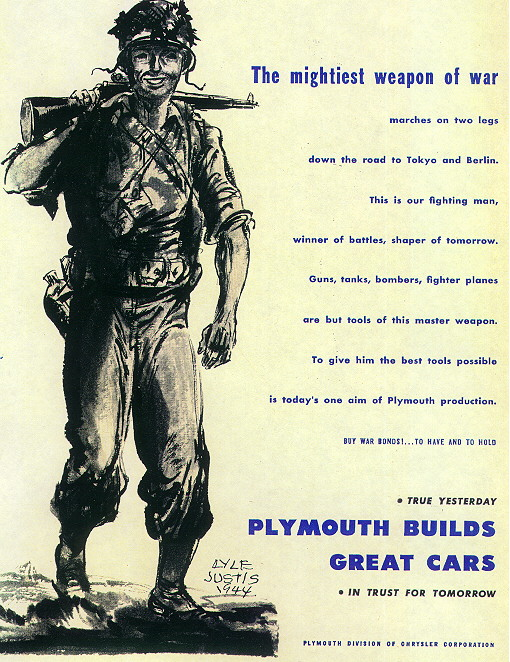 The mightiest weapon of war
marches on two legs
down the road to Tokyo and Berlin.
This is our fighting man,
winner of battles, shaper of tomorrow.
Guns, tanks, bombers, fighter planes
are but tools of this master weapon.
To give him the best tools possible
is today's one aim of Plymouth production.
BUY WAR BONDS!...TO HAVE AND TO HOLD
• TRUE YESTERDAY
PLYMOUTH BUILDS
GREAT CARS
• IN TRUST FOR TOMORROW
LYLE
JUSTIS
1944
PLYMOUTH DIVISION OF CHRYSLER CORPORATION